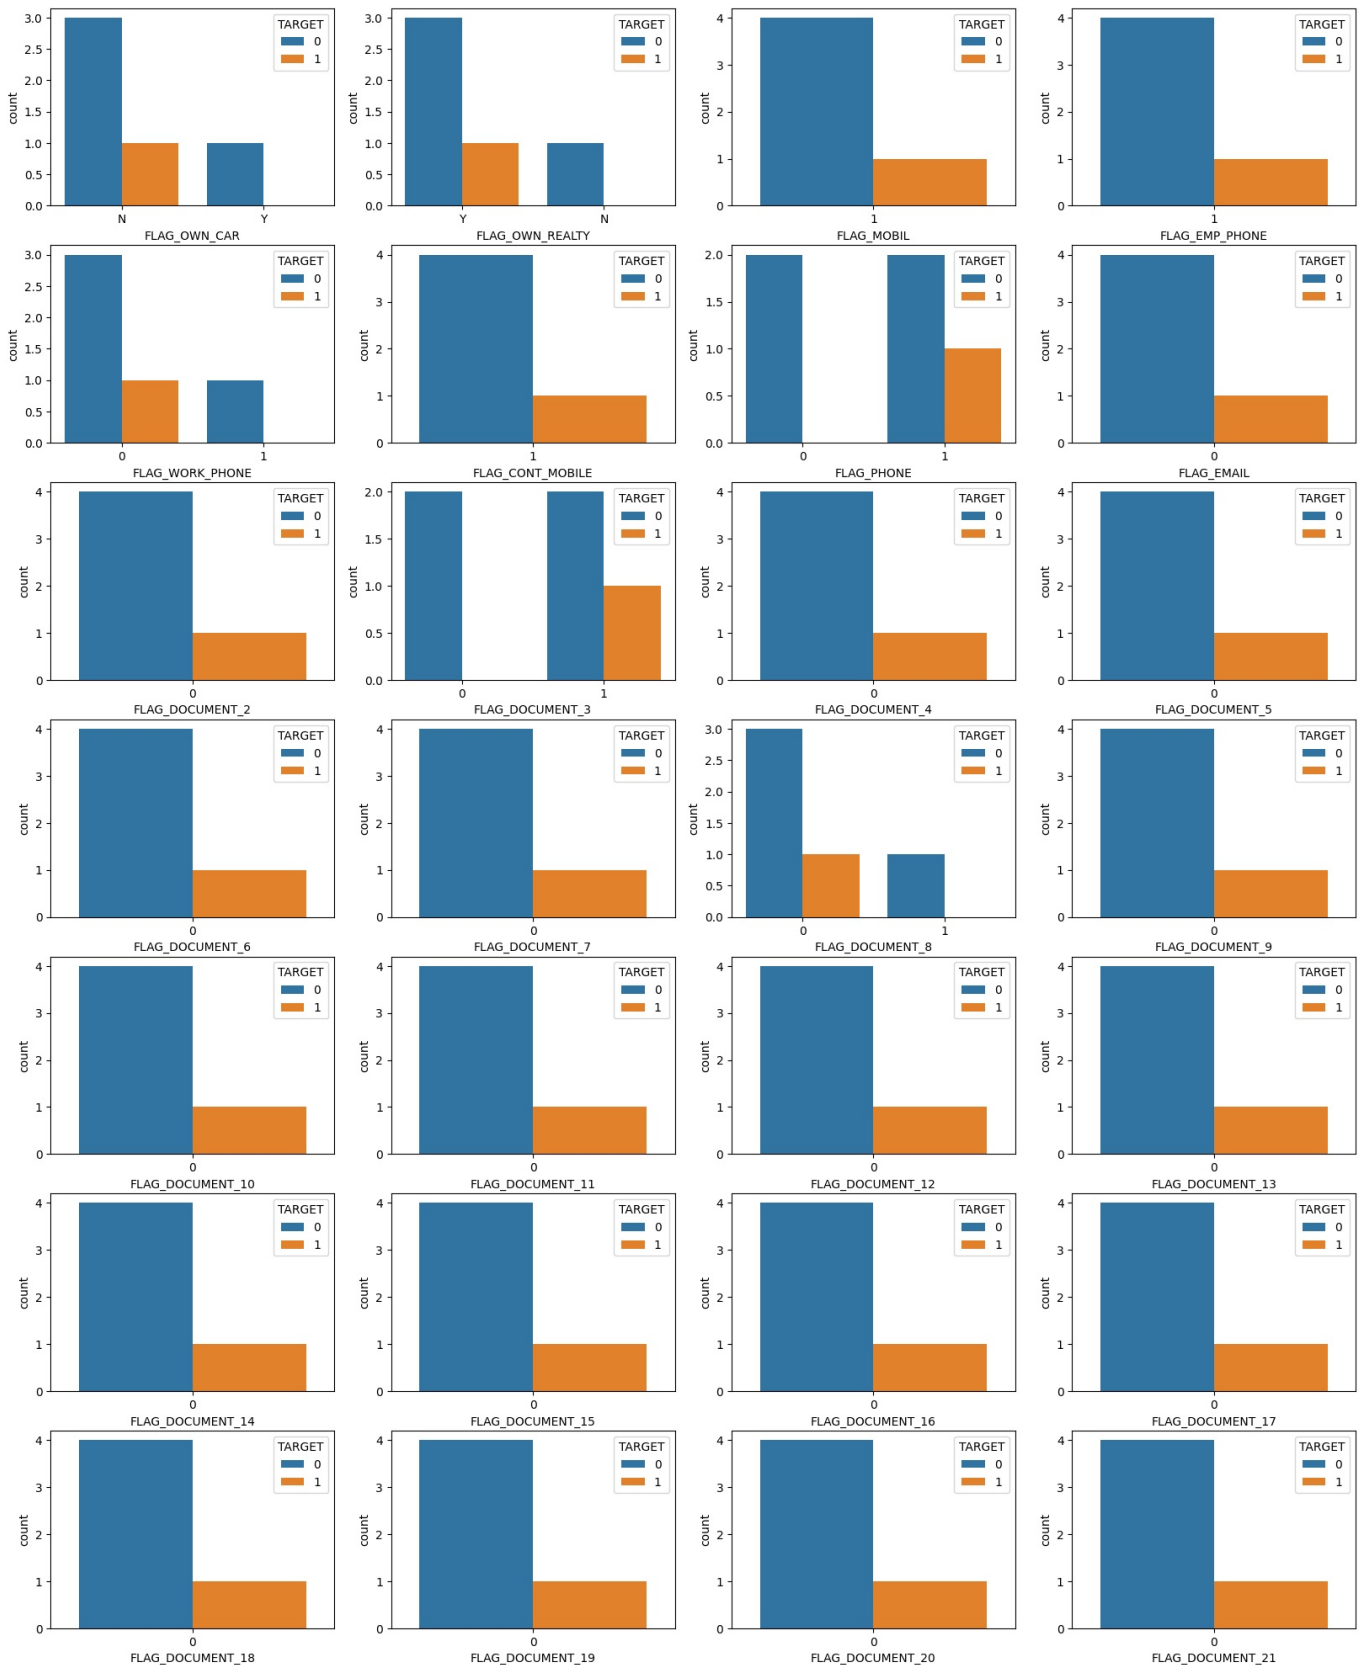 TARGET
0
1
count
3.0
2.5
2.0
1.5
1.0
0.5
0.0
N Y
FLAG_OWN_CAR
TARGET
0
1
count
3.0
2.5
2.0
1.5
1.0
0.5
0.0
Y N
FLAG_OWN_REALTY
TARGET
0
1
count
4
3
2
1
0
1
FLAG_MOBIL
TARGET
0
1
count
4
3
2
1
0
1
FLAG_EMP_PHONE
TARGET
0
1
count
3.0
2.5
2.0
1.5
1.0
0.5
0.0
0 1
FLAG_WORK_PHONE
TARGET
0
1
count
4
3
2
1
0
1
FLAG_CONT_MOBILE
TARGET
0
1
count
2.0
1.5
1.0
0.5
0.0
0 1
FLAG_PHONE
TARGET
0
1
count
4
3
2
1
0
0
FLAG_EMAIL
TARGET
0
1
count
4
3
2
1
0
0
FLAG_DOCUMENT_2
TARGET
0
1
count
2.0
1.5
1.0
0.5
0.0
0 1
FLAG_DOCUMENT_3
TARGET
0
1
count
4
3
2
1
0
0
FLAG_DOCUMENT_4
TARGET
0
1
count
4
3
2
1
0
0
FLAG_DOCUMENT_5
TARGET
0
1
count
4
3
2
1
0
0
FLAG_DOCUMENT_6
TARGET
0
1
count
4
3
2
1
0
0
FLAG_DOCUMENT_7
TARGET
0
1
count
3.0
2.5
2.0
1.5
1.0
0.5
0.0
0 1
FLAG_DOCUMENT_8
TARGET
0
1
count
4
3
2
1
0
0
FLAG_DOCUMENT_9
TARGET
0
1
count
4
3
2
1
0
0
FLAG_DOCUMENT_10
TARGET
0
1
count
4
3
2
1
0
0
FLAG_DOCUMENT_11
TARGET
0
1
count
4
3
2
1
0
0
FLAG_DOCUMENT_12
TARGET
0
1
count
4
3
2
1
0
0
FLAG_DOCUMENT_13
TARGET
0
1
count
4
3
2
1
0
0
FLAG_DOCUMENT_14
TARGET
0
1
count
4
3
2
1
0
0
FLAG_DOCUMENT_15
TARGET
0
1
count
4
3
2
1
0
0
FLAG_DOCUMENT_16
TARGET
0
1
count
4
3
2
1
0
0
FLAG_DOCUMENT_17
TARGET
0
1
count
4
3
2
1
0
0
FLAG_DOCUMENT_18
TARGET
0
1
count
4
3
2
1
0
0
FLAG_DOCUMENT_19
TARGET
0
1
count
4
3
2
1
0
0
FLAG_DOCUMENT_20
TARGET
0
1
count
4
3
2
1
0
0
FLAG_DOCUMENT_21